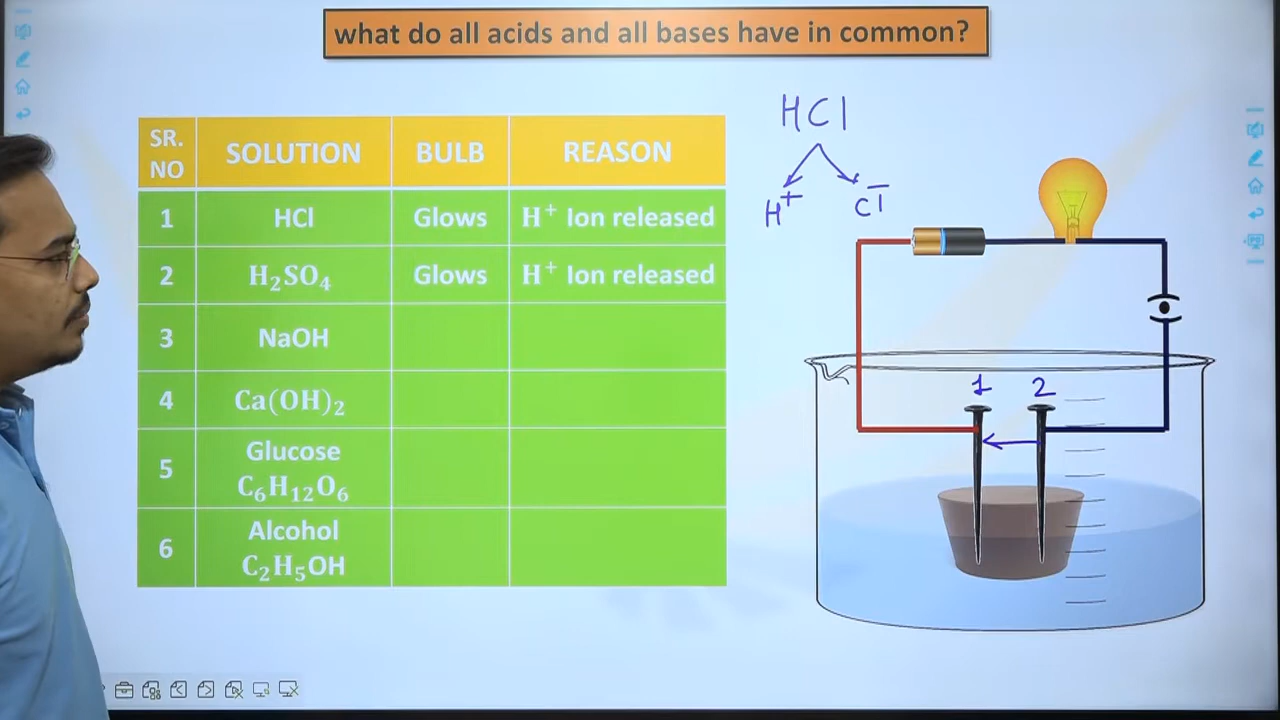 what do all acids and all bases have in common?
SR. NO SOLUTION BULB REASON
1 HCl Glows H⁺ Ion released
2 H₂SO₄ Glows H⁺ Ion released
3 NaOH
4 Ca(OH)₂
5 Glucose C₆H₁₂O₆
6 Alcohol C₂H₅OH
HCl
H⁺ Cl⁻
1 2